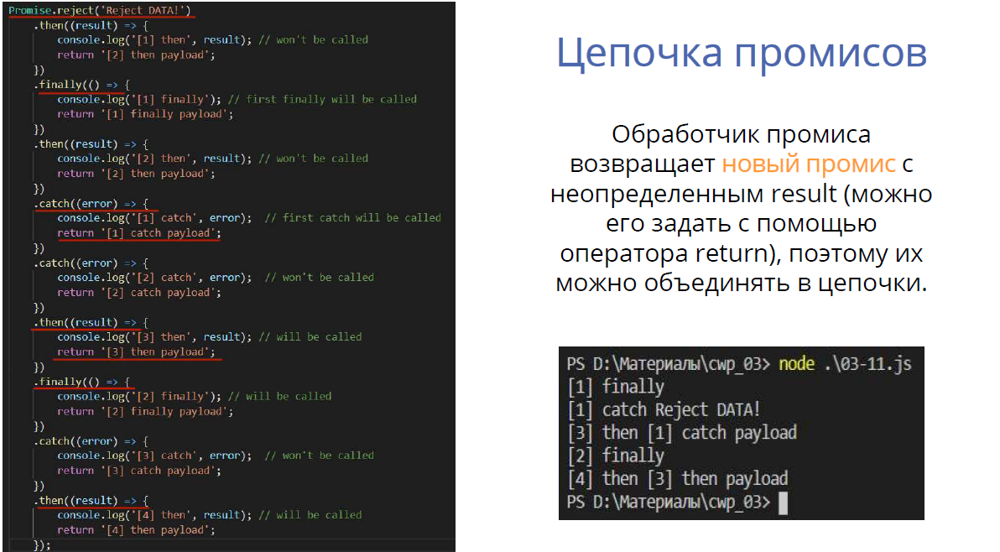 Promise.reject('Reject DATA!')
.then((result) => {
console.log('[1] then', result); // won't be called
return '[2] then payload';
})
.finally(() => {
console.log('[1] finally'); // first finally will be called
return '[1] finally payload';
})
.then((result) => {
console.log('[2] then', result); // won't be called
return '[2] then payload';
})
.catch((error) => {
console.log('[1] catch', error);  // first catch will be called
return '[1] catch payload';
})
.catch((error) => {
console.log('[2] catch', error);  // won't be called
return '[2] catch payload';
})
.then((result) => {
console.log('[3] then', result); // will be called
return '[3] then payload';
})
.finally(() => {
console.log('[2] finally'); // will be called
return '[2] finally payload';
})
.catch((error) => {
console.log('[3] catch', error);  // won't be called
return '[3] catch payload';
})
.then((result) => {
console.log('[4] then', result); // will be called
return '[4] then payload';
});
Цепочка промисов
Обработчик промиса
возвращает новый промис с
неопределенным result (можно
его задать с помощью
оператора return), поэтому их
можно объединять в цепочки.
PS D:\Материалы\cwp_03> node .\03-11.js
[1] finally
[1] catch Reject DATA!
[3] then [1] catch payload
[2] finally
[4] then [3] then payload
PS D:\Материалы\cwp_03>